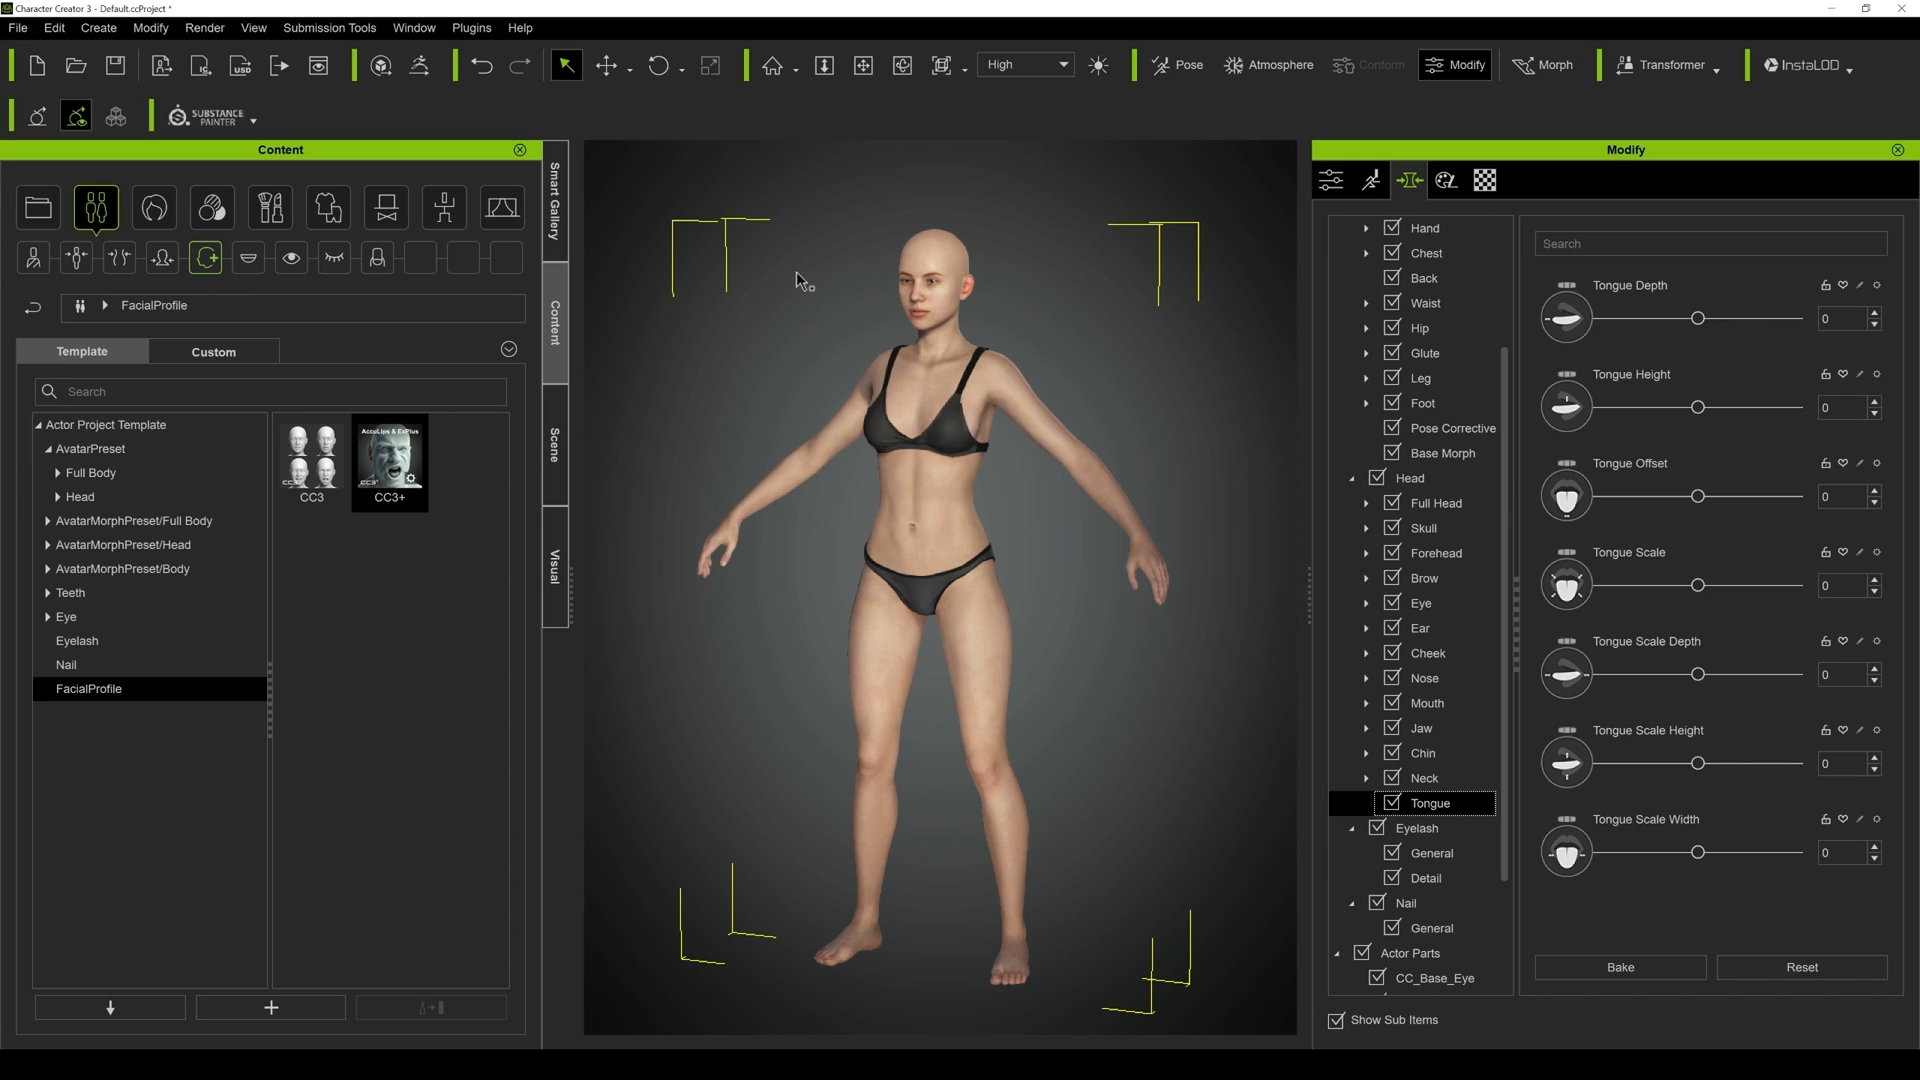 Character Creator 3 - Default.ccProject *
File Edit Create Modify Render View Submission Tools Window Plugins Help
USD
High
Pose Atmosphere Conform Modify Morph Transformer InstaLOD
SUBSTANCE
PAINTER
Content
FacialProfile
Template Custom
Search
Actor Project Template
AvatarPreset
Full Body
Head
AvatarMorphPreset/Full Body
AvatarMorphPreset/Head
AvatarMorphPreset/Body
Teeth
Eye
Eyelash
Nail
FacialProfile
CC3
AccuLips & ExPlus
CC3+
Smart Gallery
Content
Scene
Visual
Modify
Hand
Chest
Back
Waist
Hip
Glute
Leg
Foot
Pose Corrective
Base Morph
Head
Full Head
Skull
Forehead
Brow
Eye
Ear
Cheek
Nose
Mouth
Jaw
Chin
Neck
Tongue
Eyelash
General
Detail
Nail
General
Actor Parts
CC_Base_Eye
Show Sub Items
Search
Tongue Depth
0
Tongue Height
0
Tongue Offset
0
Tongue Scale
0
Tongue Scale Depth
0
Tongue Scale Height
0
Tongue Scale Width
0
Bake Reset